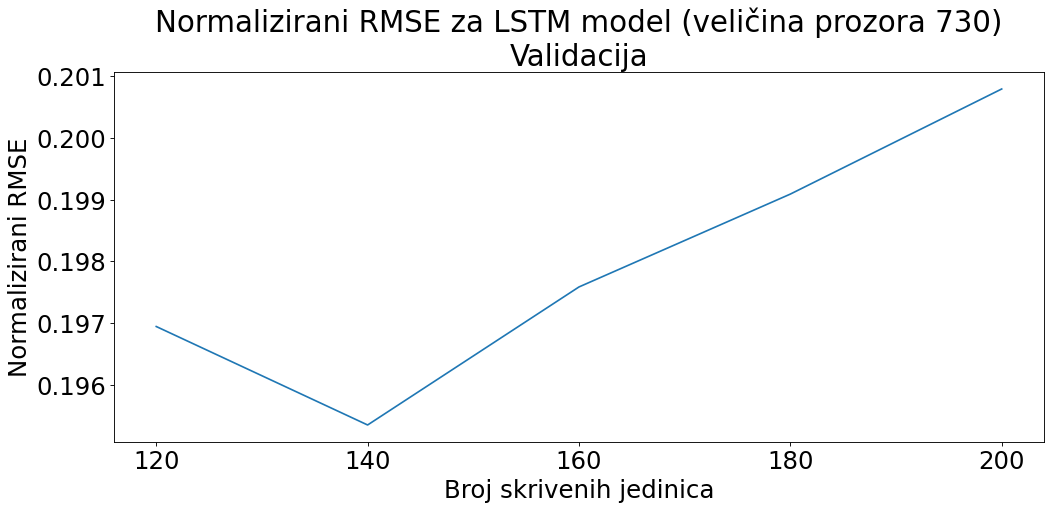 Normalizirani RMSE za LSTM model (veličina prozora 730)
Validacija
Normalizirani RMSE
0.201
0.200
0.199
0.198
0.197
0.196
120 140 160 180 200
Broj skrivenih jedinica